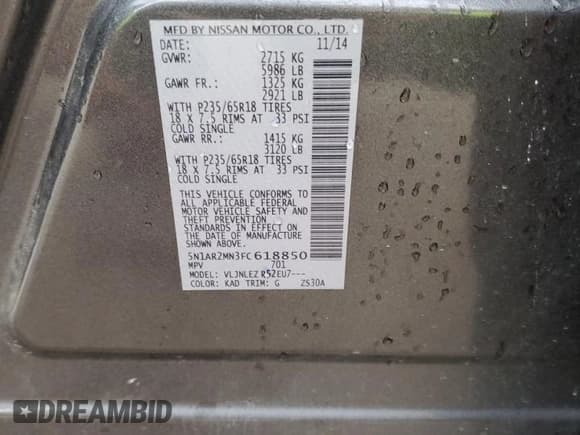 MFD BY NISSAN MOTOR CO., LTD.
DATE: 11/14
GVWR: 2715 KG
5986 LB
GAWR FR.: 1325 KG
2921 LB
WITH P235/65R18 TIRES
18 X 7.5 RIMS AT 33 PSI
COLD SINGLE
GAWR RR.: 1415 KG
3120 LB
WITH P235/65R18 TIRES
18 X 7.5 RIMS AT 33 PSI
COLD SINGLE
THIS VEHICLE CONFORMS TO
ALL APPLICABLE FEDERAL
MOTOR VEHICLE SAFETY AND
THEFT PREVENTION
STANDARDS IN EFFECT ON
THE DATE OF MANUFACTURE
SHOWN ABOVE.
5N1AR2MN3FC618850
MPV 701
MODEL: VLJNLEZ R52EU7---
COLOR: KAD TRIM: G ZS30A
DREAMBID